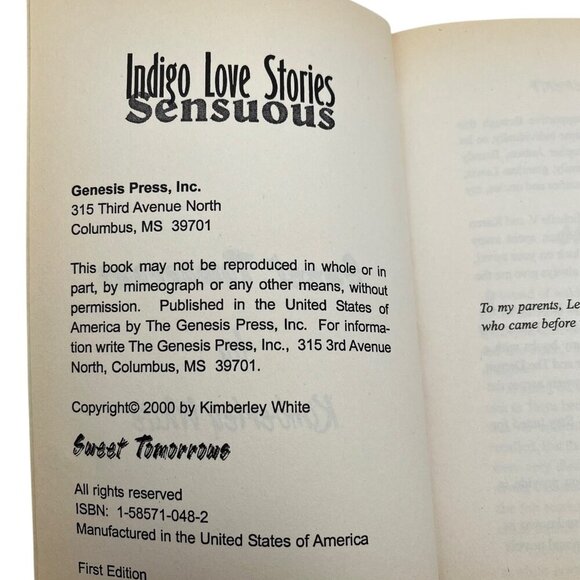 Indigo Love Stories
Sensuous
Genesis Press, Inc.
315 Third Avenue North
Columbus, MS 39701
This book may not be reproduced in whole or in
part, by mimeograph or any other means, without
permission. Published in the United States of
America by The Genesis Press, Inc. For informa-
tion write The Genesis Press, Inc., 315 3rd Avenue
North, Columbus, MS 39701.
Copyright© 2000 by Kimberley White
Sweet Tomorrows
All rights reserved
ISBN: 1-58571-048-2
Manufactured in the United States of America
First Edition
To my parents, Le
who came before